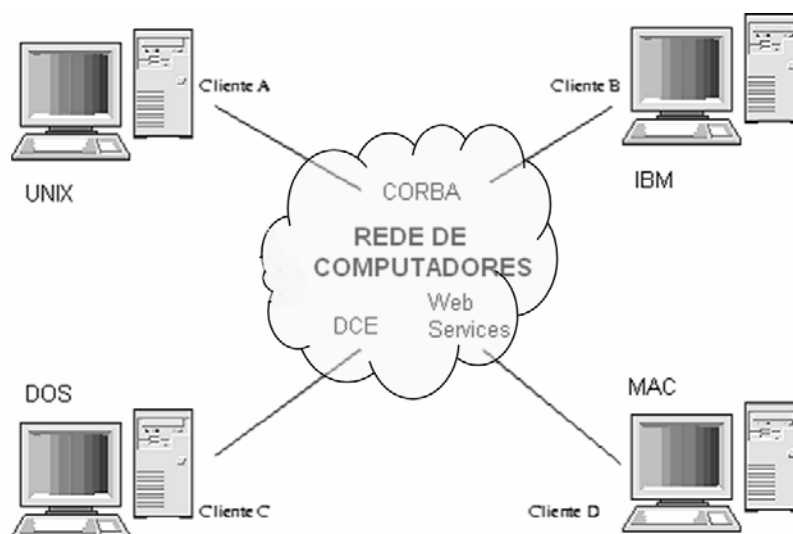 Cliente A
Cliente B
UNIX
CORBA
IBM
REDE DE
COMPUTADORES
DCE
Web
Services
DOS
MAC
Cliente C
Cliente D